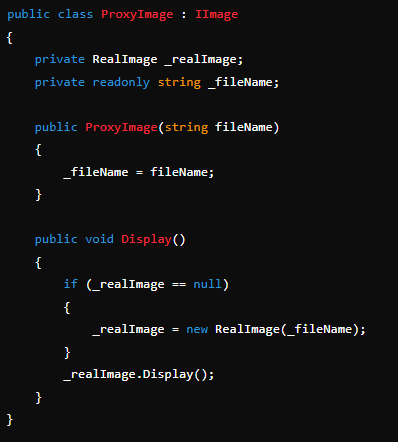 public class ProxyImage : IImage
{
    private RealImage _realImage;
    private readonly string _fileName;

    public ProxyImage(string fileName)
    {
        _fileName = fileName;
    }

    public void Display()
    {
        if (_realImage == null)
        {
            _realImage = new RealImage(_fileName);
        }
        _realImage.Display();
    }
}